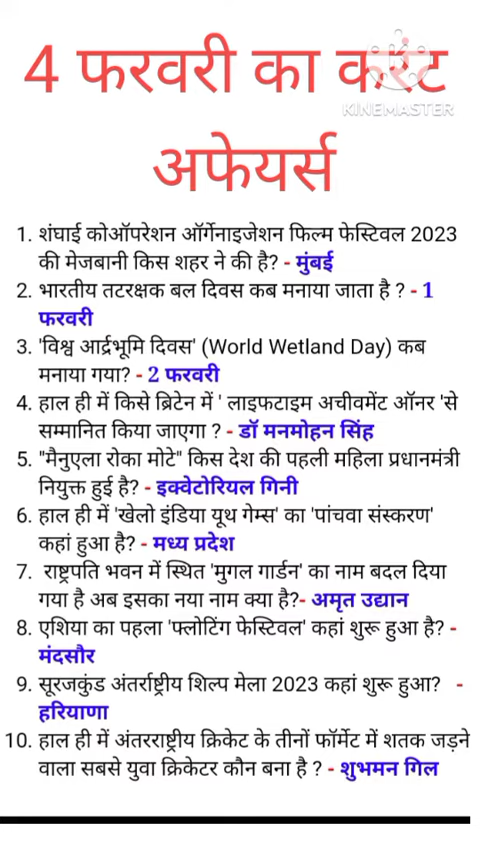 4 फरवरी का करंट
KINEMASTER
अफेयर्स
1. शंघाई कोऑपरेशन ऑर्गेनाइजेशन फिल्म फेस्टिवल 2023
की मेजबानी किस शहर ने की है? - मुंबई
2. भारतीय तटरक्षक बल दिवस कब मनाया जाता है ? - 1
फरवरी
3. 'विश्व आर्द्रभूमि दिवस' (World Wetland Day) कब
मनाया गया? - 2 फरवरी
4. हाल ही में किसे ब्रिटेन में ' लाइफटाइम अचीवमेंट ऑनर 'से
सम्मानित किया जाएगा ? - डॉ मनमोहन सिंह
5. "मैनुएला रोका मोटे" किस देश की पहली महिला प्रधानमंत्री
नियुक्त हुई है? - इक्वेटोरियल गिनी
6. हाल ही में 'खेलो इंडिया यूथ गेम्स' का 'पांचवा संस्करण'
कहां हुआ है? - मध्य प्रदेश
7. राष्ट्रपति भवन में स्थित 'मुगल गार्डन' का नाम बदल दिया
गया है अब इसका नया नाम क्या है?- अमृत उद्यान
8. एशिया का पहला 'फ्लोटिंग फेस्टिवल' कहां शुरू हुआ है? -
मंदसौर
9. सूरजकुंड अंतर्राष्ट्रीय शिल्प मेला 2023 कहां शुरू हुआ? -
हरियाणा
10. हाल ही में अंतरराष्ट्रीय क्रिकेट के तीनों फॉर्मेट में शतक जड़ने
वाला सबसे युवा क्रिकेटर कौन बना है ? - शुभमन गिल